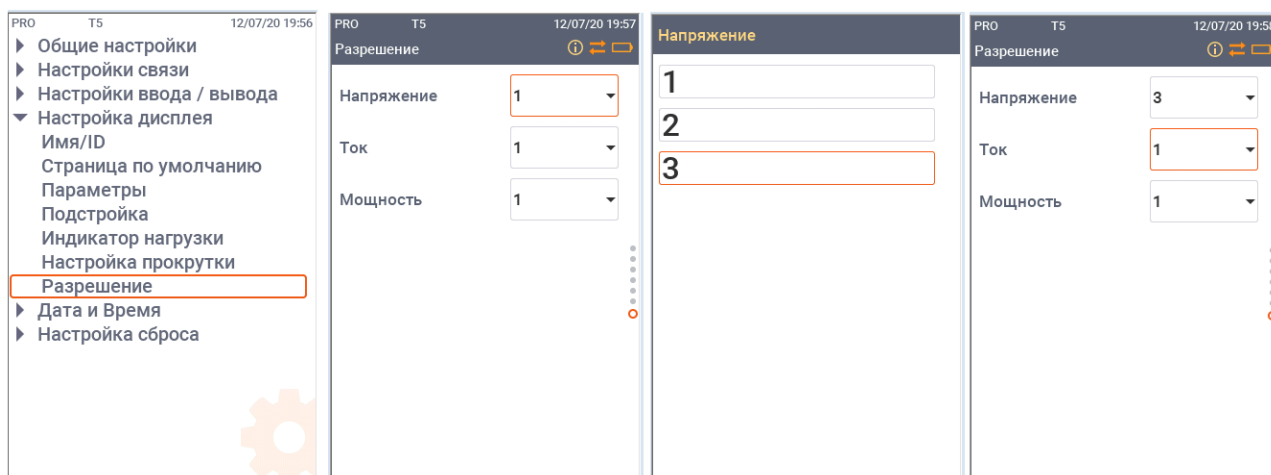 PRO T5 12/07/20 19:56
Общие настройки
Настройки связи
Настройки ввода / вывода
Настройка дисплея
Имя/ID
Страница по умолчанию
Параметры
Подстройка
Индикатор нагрузки
Настройка прокрутки
Разрешение
Дата и Время
Настройка сброса
PRO T5 12/07/20 19:57
Разрешение
Напряжение 1
Ток 1
Мощность 1
Напряжение
1
2
3
PRO T5 12/07/20 19:58
Разрешение
Напряжение 3
Ток 1
Мощность 1